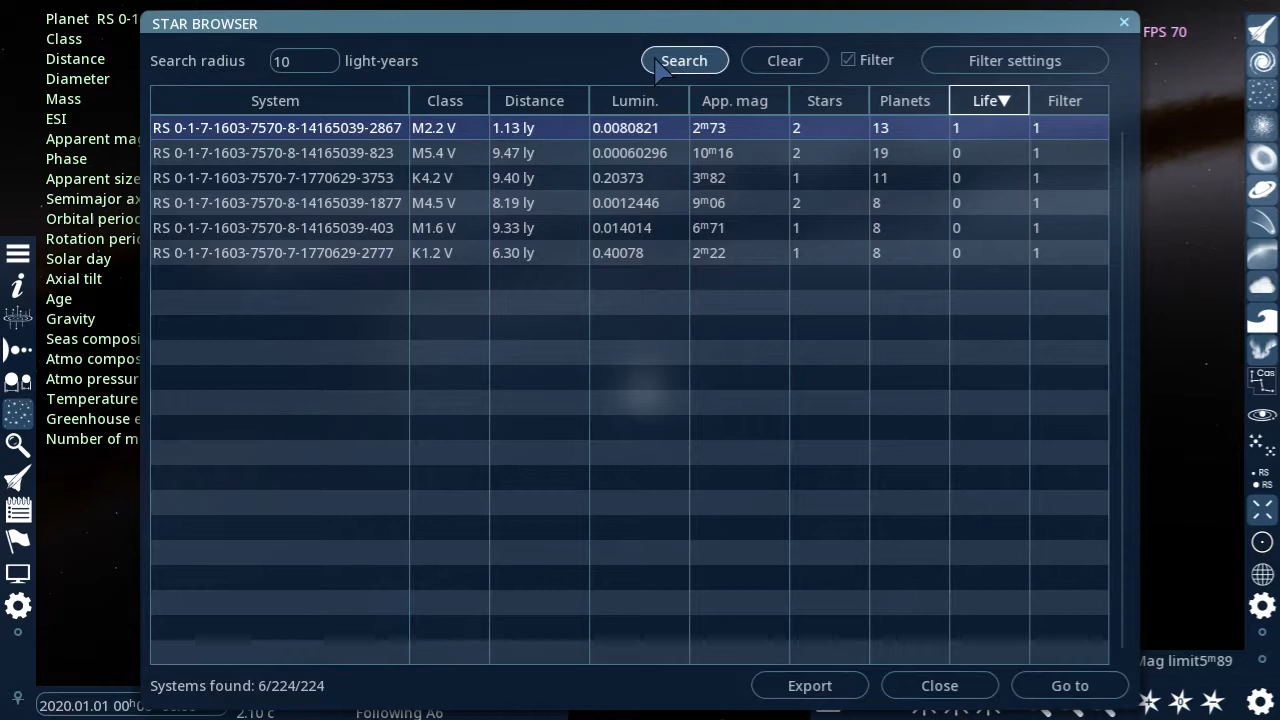 Planet RS 0-1
Class
Distance
Diameter
Mass
ESI
Apparent mag
Phase
Apparent size
Semimajor ax
Orbital perio
Rotation perio
Solar day
Axial tilt
Age
Gravity
Seas composi
Atmo compos
Atmo pressur
Temperature
Greenhouse e
Number of m
STAR BROWSER
Search radius 10 light-years Search Clear Filter Filter settings
System Class Distance Lumin. App. mag Stars Planets Life▼ Filter
RS 0-1-7-1603-7570-8-14165039-2867 M2.2 V 1.13 ly 0.0080821 2ᵐ73 2 13 1 1
RS 0-1-7-1603-7570-8-14165039-823 M5.4 V 9.47 ly 0.00060296 10ᵐ16 2 19 0 1
RS 0-1-7-1603-7570-7-1770629-3753 K4.2 V 9.40 ly 0.20373 3ᵐ82 1 11 0 1
RS 0-1-7-1603-7570-8-14165039-1877 M4.5 V 8.19 ly 0.0012446 9ᵐ06 2 8 0 1
RS 0-1-7-1603-7570-8-14165039-403 M1.6 V 9.33 ly 0.014014 6ᵐ71 1 8 0 1
RS 0-1-7-1603-7570-7-1770629-2777 K1.2 V 6.30 ly 0.40078 2ᵐ22 1 8 0 1
Systems found: 6/224/224 Export Close Go to
FPS 70
Cas
RS
RS
Mag limit5ᵐ89
2020.01.01 00ʰ
2.10 c
Following A6